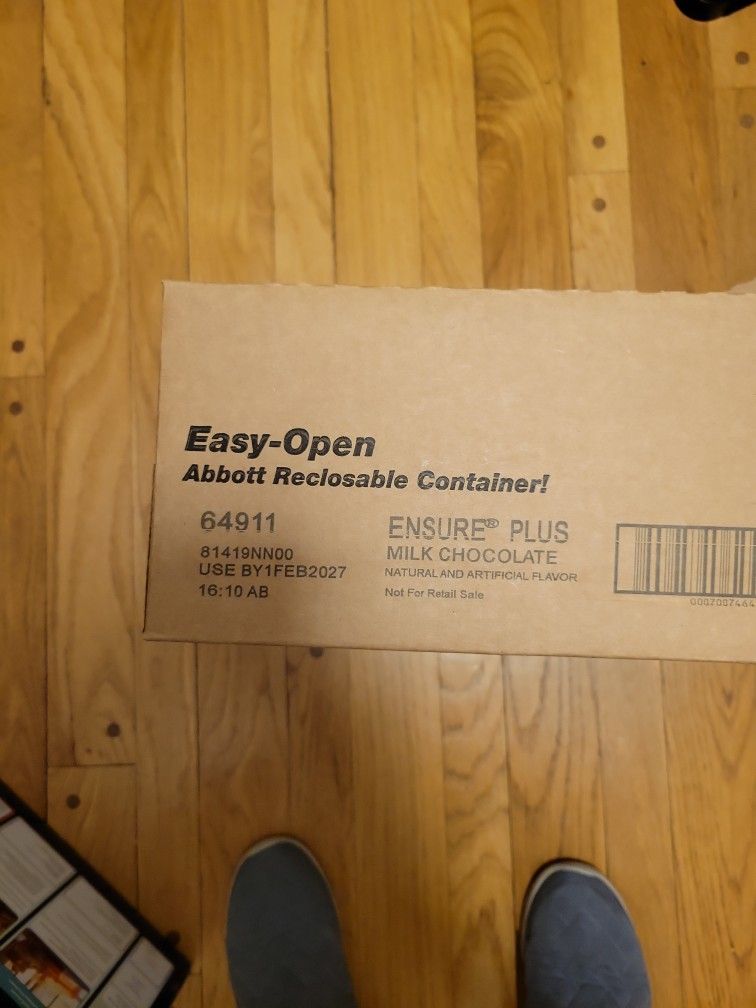 Easy-Open
Abbott Reclosable Container!
64911
81419NN00
USE BY1FEB2027
16:10 AB
ENSURE® PLUS
MILK CHOCOLATE
NATURAL AND ARTIFICIAL FLAVOR
Not For Retail Sale